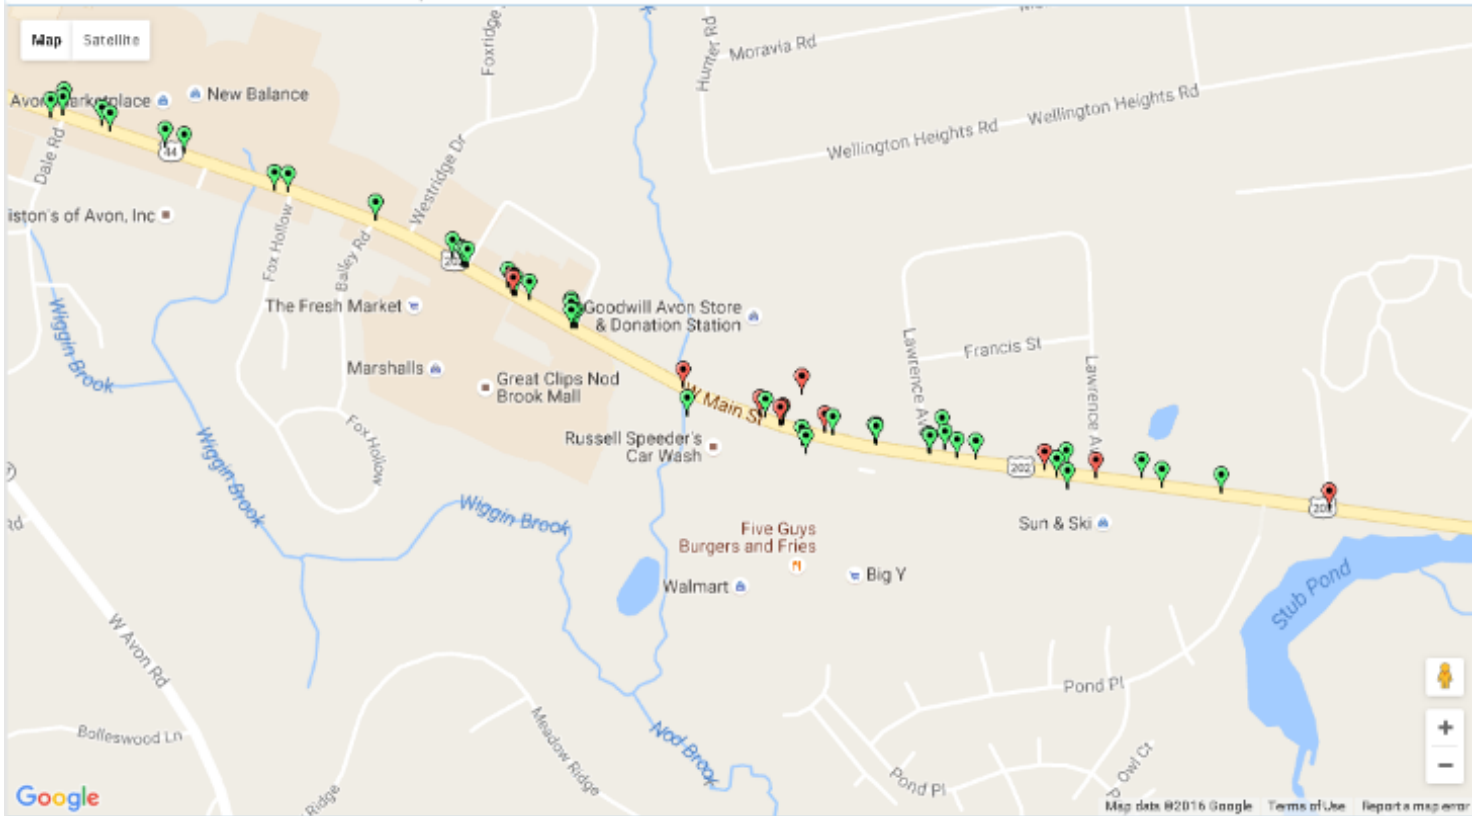 Map Satellite
Foxridge
Hunter Rd
Moravia Rd
Wellington Heights Rd
Wellington Heights Rd
New Balance
Dale Rd
44
Westridge Dr
iston's of Avon, Inc
Fox Hollow
Bailey Rd
The Fresh Market
Goodwill Avon Store
& Donation Station
Wiggin Brook
Marshalls
Great Clips Nod
Brook Mall
W Main St
Lawrence Ave
Francis St
Lawrence Av
Russell Speeder's
Car Wash
Fox Hollow
202
Wiggin Brook
Wiggin Brook
Sun & Ski
Five Guys
Burgers and Fries
Walmart
Big Y
Stub Pond
W Avon Rd
Rd
Pond Pl
Bolleswood Ln
Meadow Ridge
Nod Brook
Owl Ct
Pond Pl
Ridge
Google
Map data ©2016 Google Terms of Use Report a map error